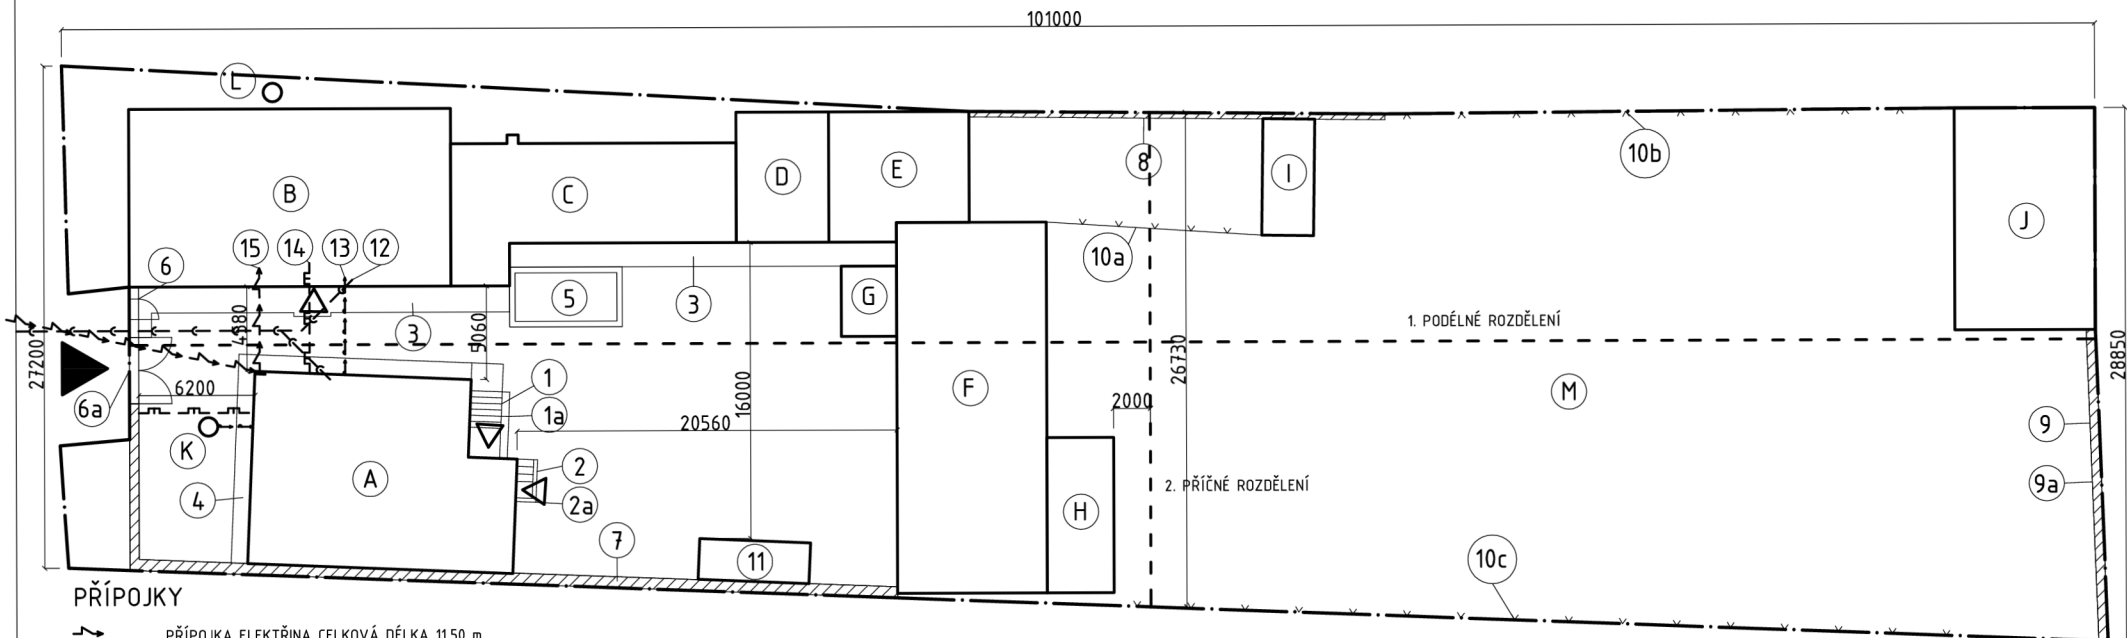 101000
L
B
C
D
E
8
I
10b
J
15
14
13
12
6
5
3
G
10a
3
4880
5060
1. PODÉLNÉ ROZDĚLENÍ
27200
6200
6a
1
1a
16000
20560
F
2000
26730
M
28850
9
K
A
2
4
2a
2. PŘÍČNÉ ROZDĚLENÍ
9a
H
7
11
10c
PŘÍPOJKY
PŘÍPOJKA ELEKTŘINA CELKOVÁ DÉLKA 11,50 m